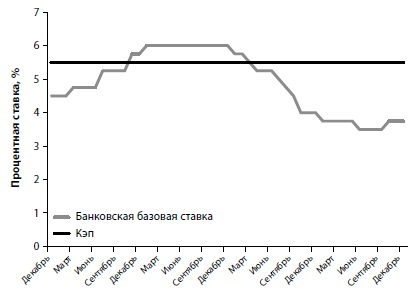 Процентная ставка, %
7
6
5
4
3
2
1
0
Банковская базовая ставка
Кэп
Декабрь
Март
Июнь
Сентябрь
Декабрь
Март
Июнь
Сентябрь
Декабрь
Март
Июнь
Сентябрь
Декабрь
Март
Июнь
Сентябрь
Декабрь